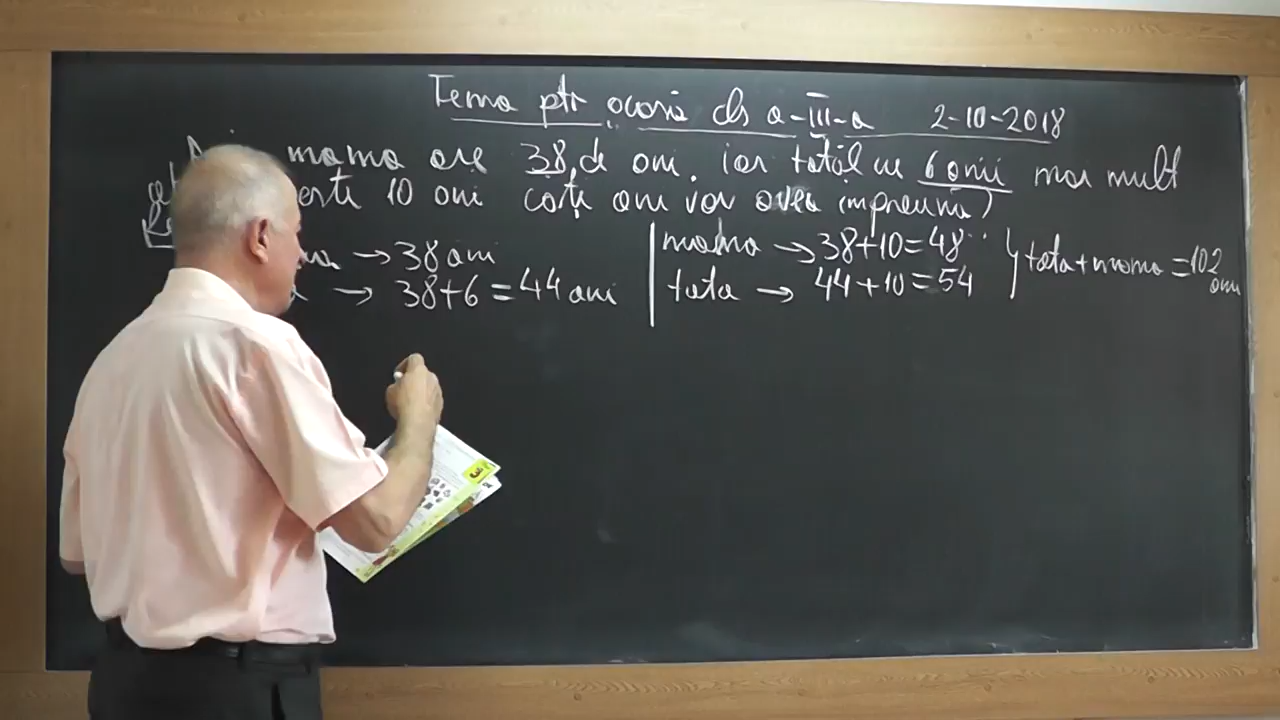 Tema ptr acasă cls a-III-a 2-10-2018
mama are 38 de ani, iar tatăl cu 6 anii mai mult
peste 10 ani câte ani vor avea împreună?
→ 38 ani
→ 38+6=44 ani
mama → 38+10=48
tata → 44+10=54
tata+mama=102
ani